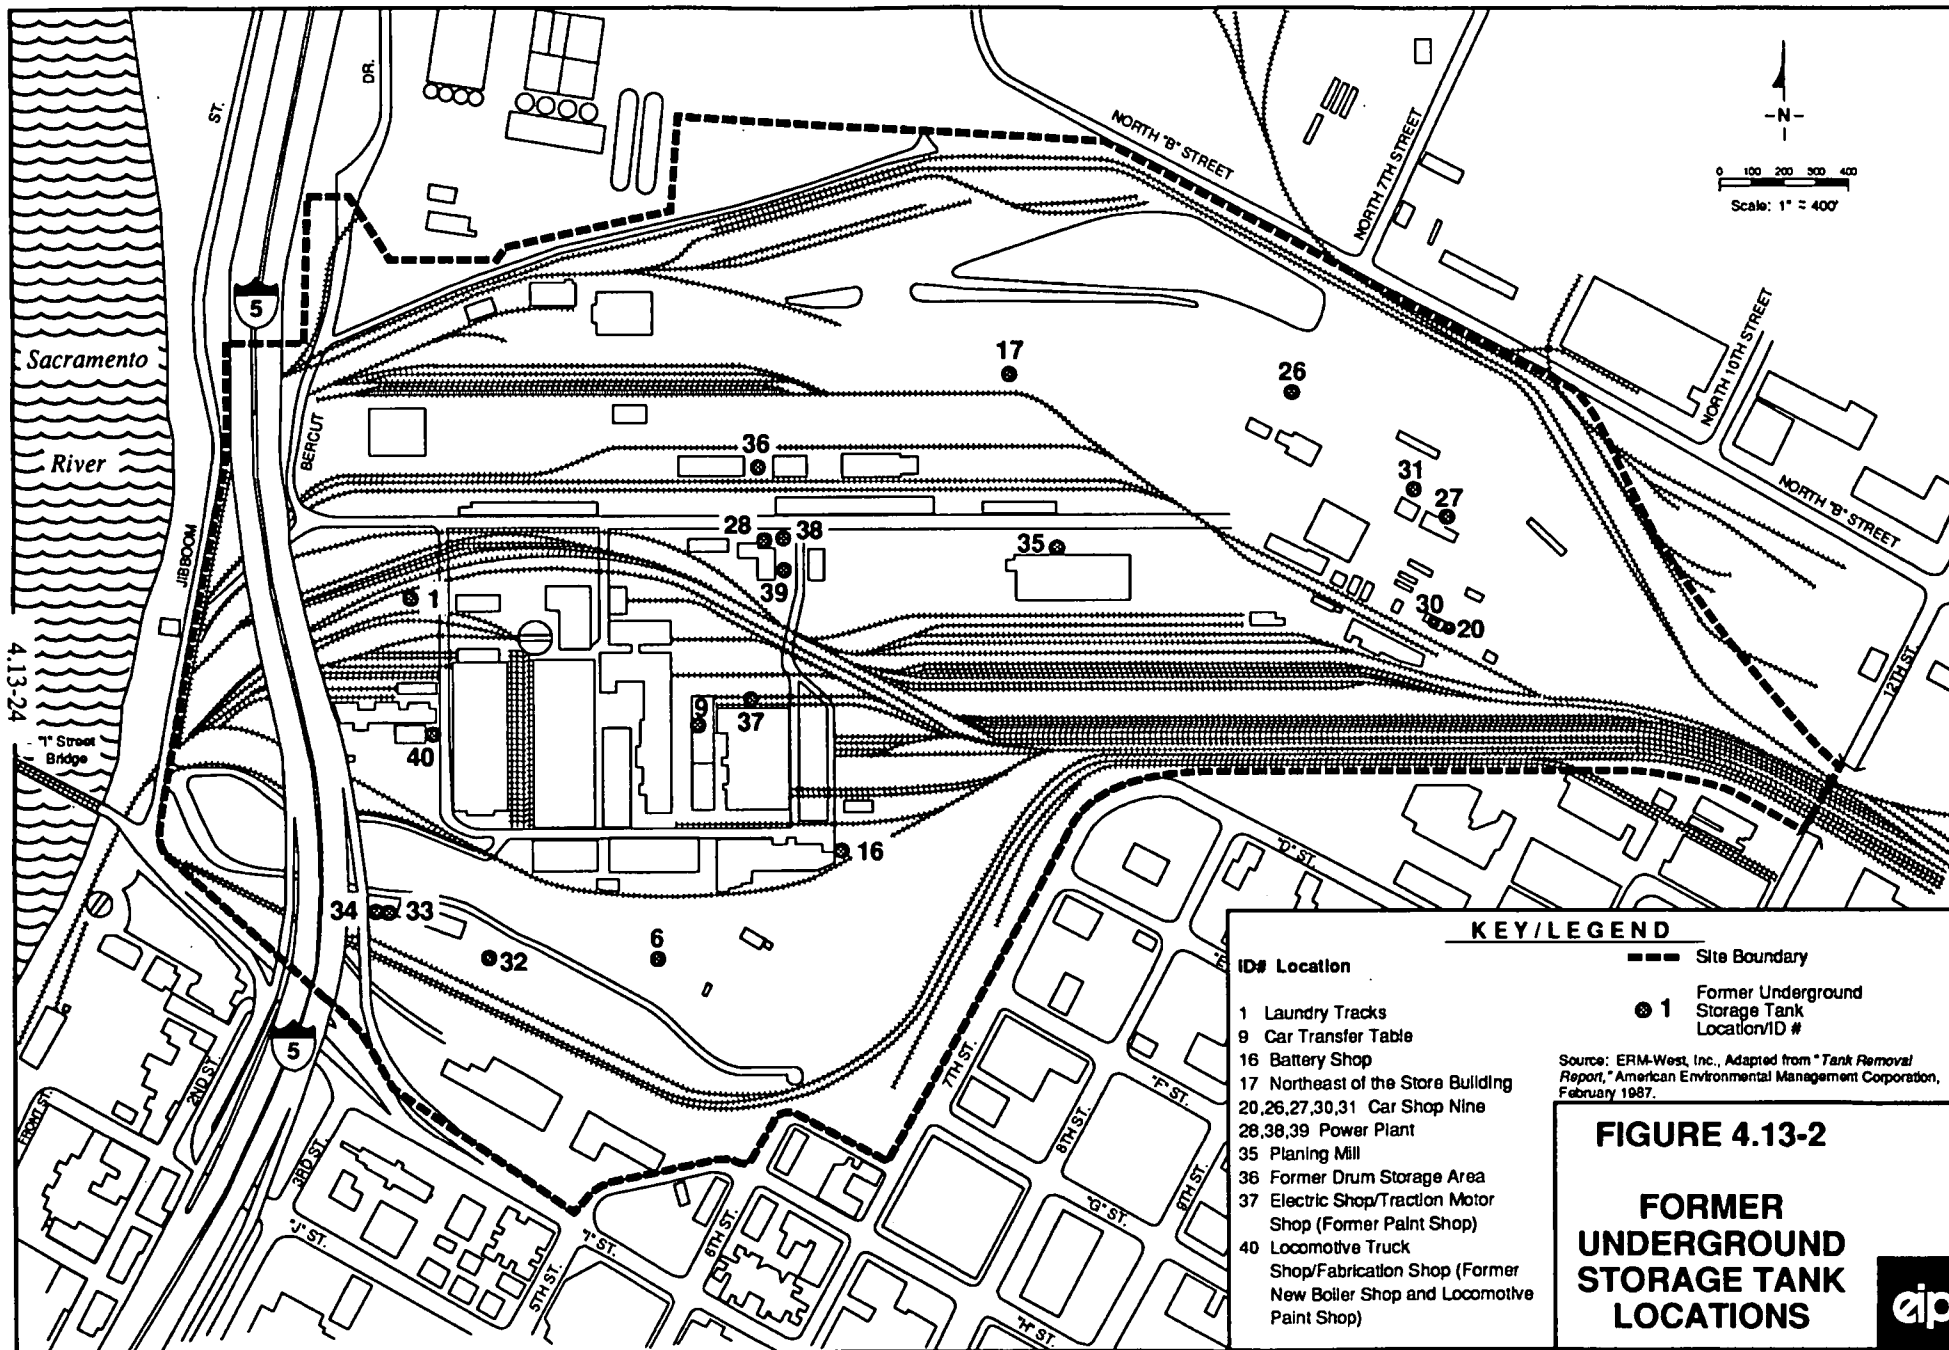 ST.
DR.
NORTH "B" STREET
NORTH 7TH STREET
-N-
0 100 200 300 400
Scale: 1" ≈ 400'
5
Sacramento
River
BERCUT
JIBBOOM
17
26
NORTH 10TH STREET
36
31
27
NORTH "B" STREET
28
38
35
39
1
30
20
12TH ST.
4.13-24
"I" Street
Bridge
9
37
40
16
"D" ST.
34
33
32
6
5
2ND ST.
FRONT ST.
3RD ST.
"J" ST.
5TH ST.
"I" ST.
6TH ST.
7TH ST.
8TH ST.
"E"
"F" ST.
9TH ST.
"G" ST.
"H" ST.
KEY/LEGEND
ID# Location
1 Laundry Tracks
9 Car Transfer Table
16 Battery Shop
17 Northeast of the Store Building
20,26,27,30,31 Car Shop Nine
28,38,39 Power Plant
35 Planing Mill
36 Former Drum Storage Area
37 Electric Shop/Traction Motor
Shop (Former Paint Shop)
40 Locomotive Truck
Shop/Fabrication Shop (Former
New Boiler Shop and Locomotive
Paint Shop)
Site Boundary
1 Former Underground
Storage Tank
Location/ID #
Source: ERM-West, Inc., Adapted from "Tank Removal
Report," American Environmental Management Corporation,
February 1987.
FIGURE 4.13-2
FORMER
UNDERGROUND
STORAGE TANK
LOCATIONS
eip